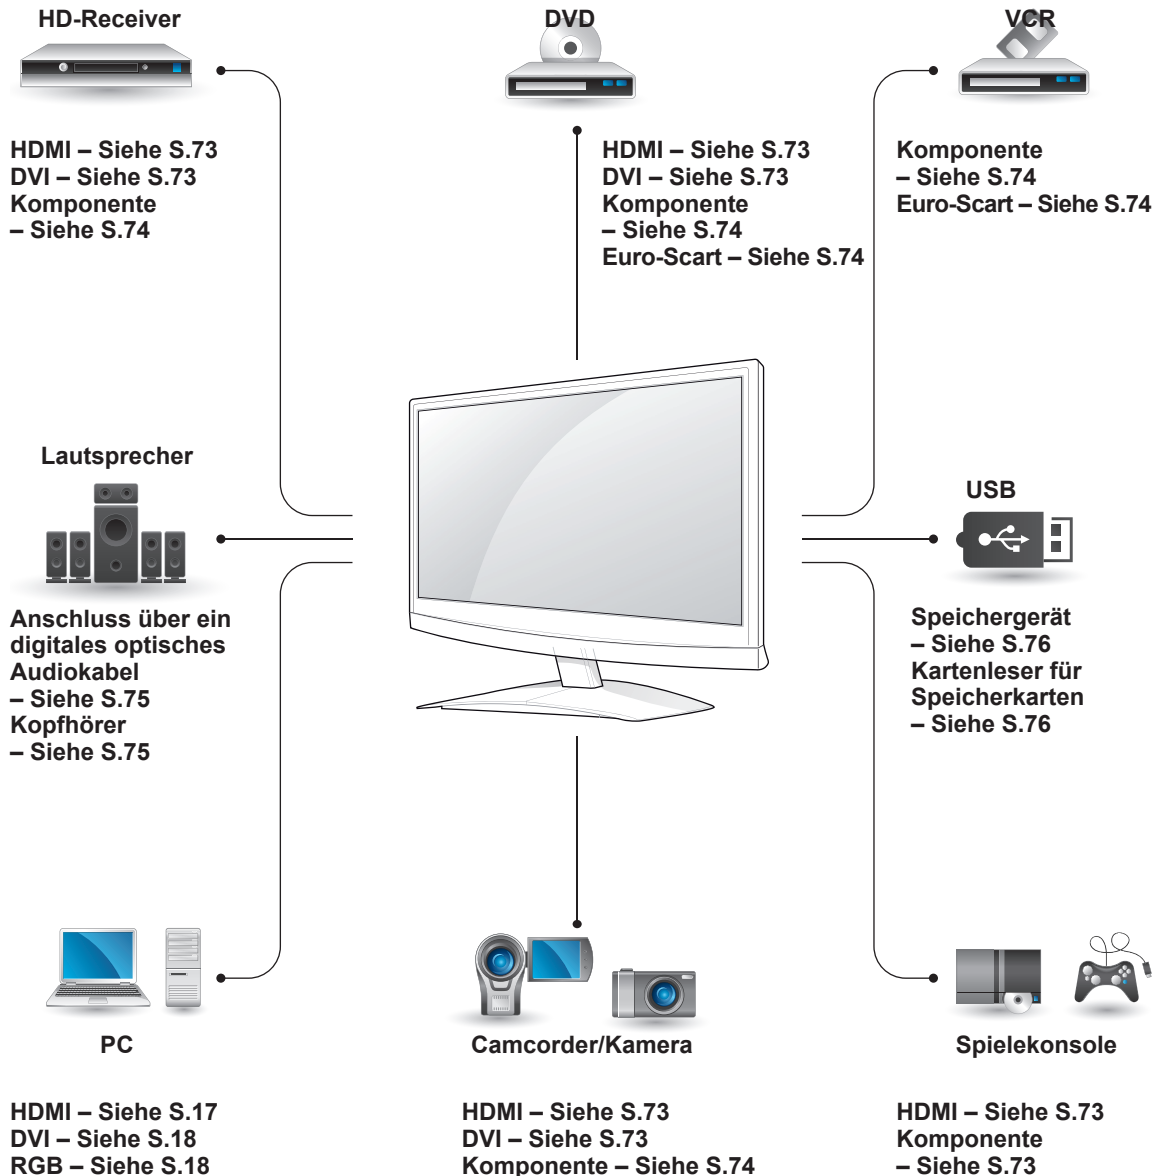 HD-Receiver
HDMI – Siehe S.73
DVI – Siehe S.73
Komponente
– Siehe S.74
DVD
HDMI – Siehe S.73
DVI – Siehe S.73
Komponente
– Siehe S.74
Euro-Scart – Siehe S.74
VCR
Komponente
– Siehe S.74
Euro-Scart – Siehe S.74
Lautsprecher
Anschluss über ein
digitales optisches
Audiokabel
– Siehe S.75
Kopfhörer
– Siehe S.75
USB
Speichergerät
– Siehe S.76
Kartenleser für
Speicherkarten
– Siehe S.76
PC
HDMI – Siehe S.17
DVI – Siehe S.18
RGB – Siehe S.18
Camcorder/Kamera
HDMI – Siehe S.73
DVI – Siehe S.73
Komponente – Siehe S.74
Spielekonsole
HDMI – Siehe S.73
Komponente
– Siehe S.73